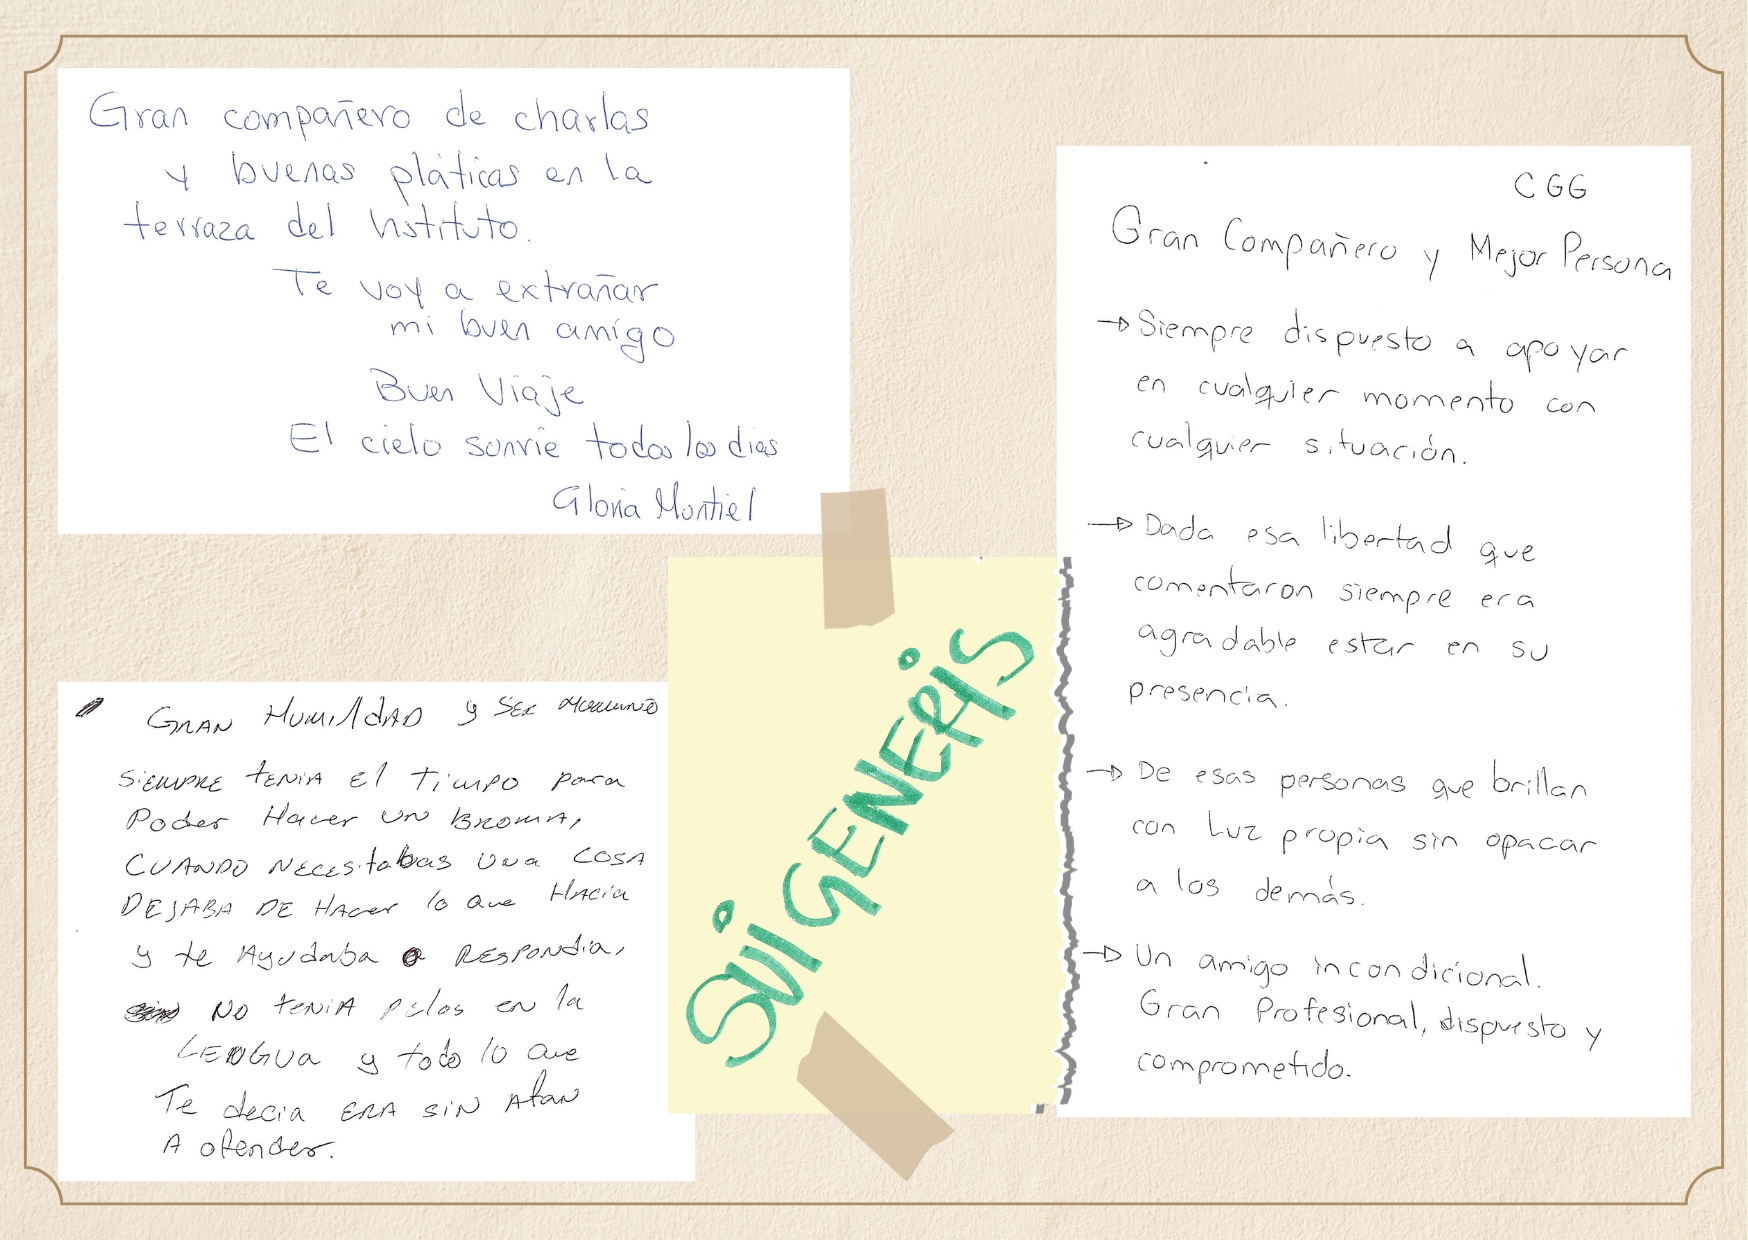 Gran compañero de charlas
y buenas pláticas en la
terraza del Instituto.
Te voy a extrañar
mi buen amigo
Buen Viaje
El cielo sonríe todos los días
Gloria Montiel
GRAN HUMILDAD y SER HUMANO
SIEMPRE TENIA El TIEMPO para
Poder Hacer UN BROMA,
CUANDO NECESitabas UNa COSA
DEJABA DE HAcer lo QUE HAcia
y te AyUdaba o RESPONdia,
NO TENIA pelos en la
LENGUa y todo lo QUE
Te decia ERA SIN Afan
A ofender.
SUI GENERIS
CGG
Gran Compañero y Mejor Persona
→ Siempre dispuesto a apoyar
en cualquier momento con
cualquier situación.
→ Dada esa libertad que
comentaron siempre era
agradable estar en su
presencia.
→ De esas personas que brillan
con Luz propia sin opacar
a los demás.
→ Un amigo incondicional.
Gran Profesional, dispuesto y
comprometido.